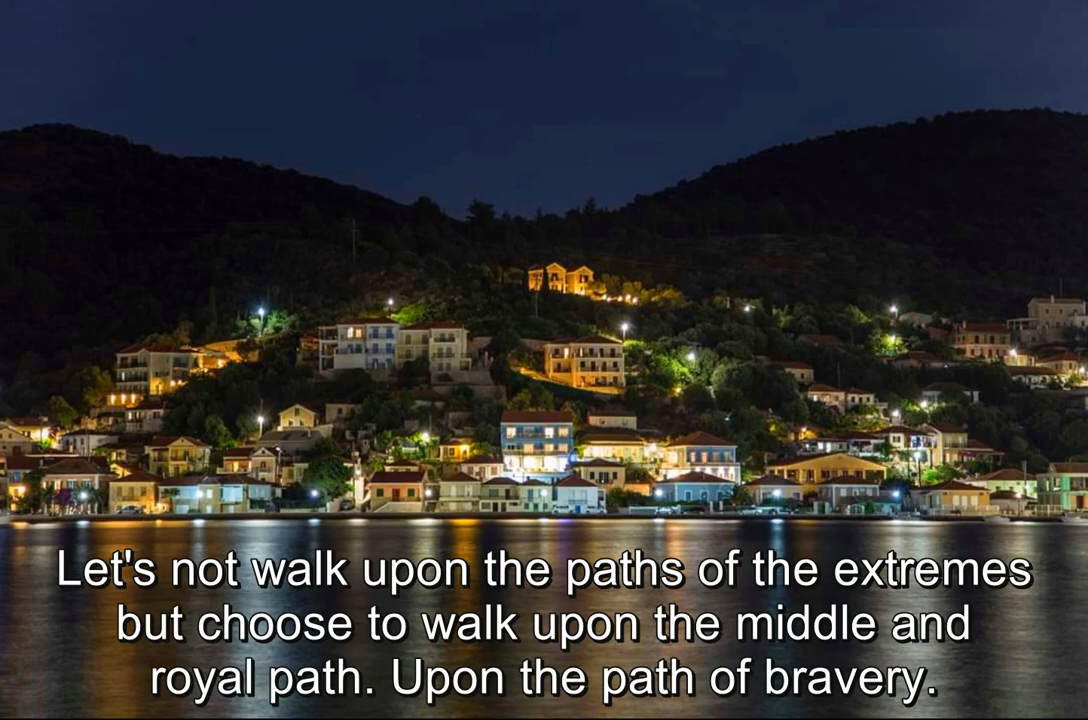 Let's not walk upon the paths of the extremes
but choose to walk upon the middle and
royal path. Upon the path of bravery.